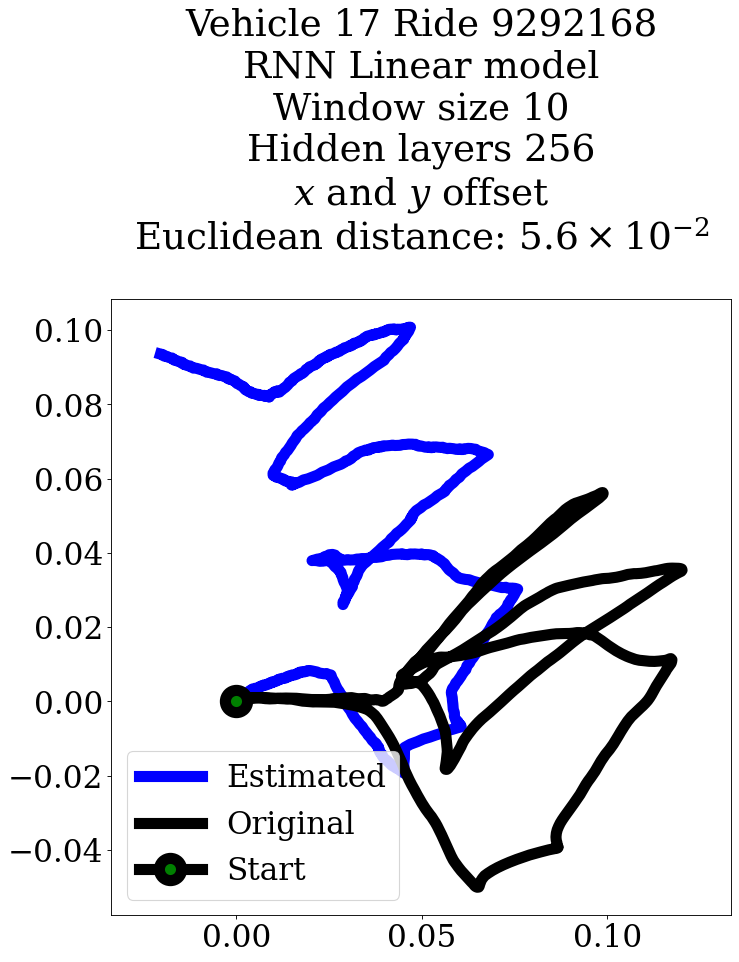 Vehicle 17 Ride 9292168
RNN Linear model
Window size 10
Hidden layers 256
x and y offset
Euclidean distance: 5.6 × 10⁻²
0.10
0.08
0.06
0.04
0.02
0.00
−0.02
−0.04
Estimated
Original
Start
0.00 0.05 0.10